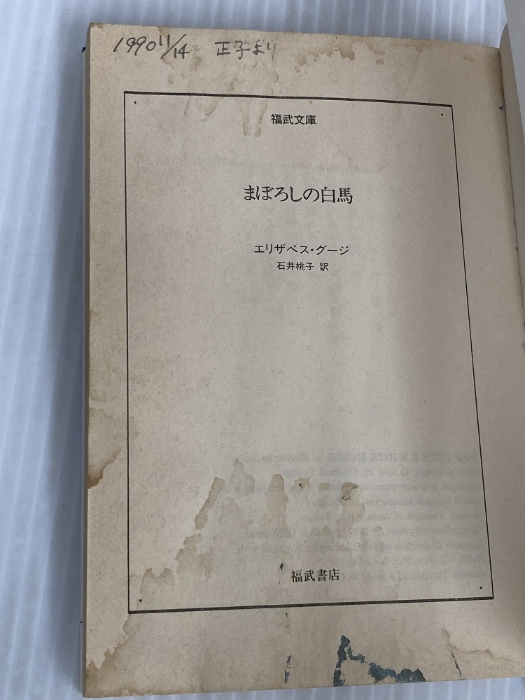 1990 11/14 正子より
福武文庫
まぼろしの白馬
エリザベス・グージ
石井桃子 訳
福武書店